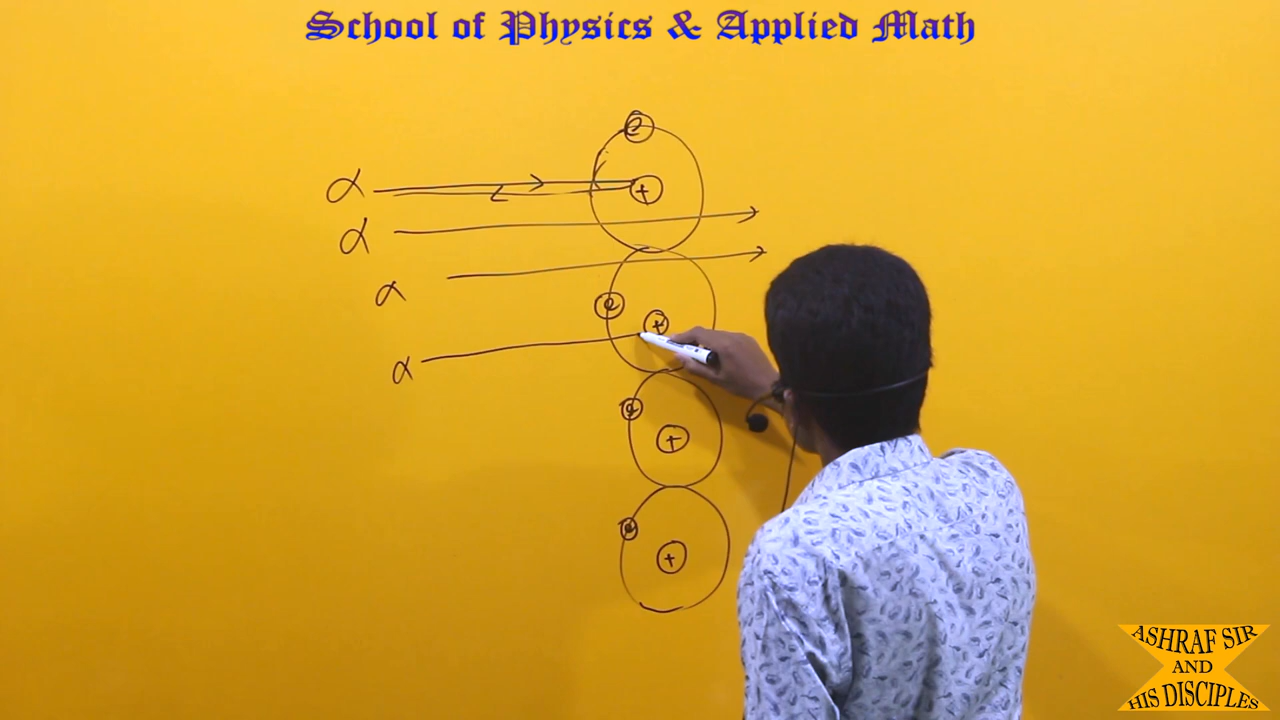 School of Physics & Applied Math
e
α
+
α
α
e
+
α
e
+
e
+
ASHRAF SIR
AND
HIS DISCIPLES